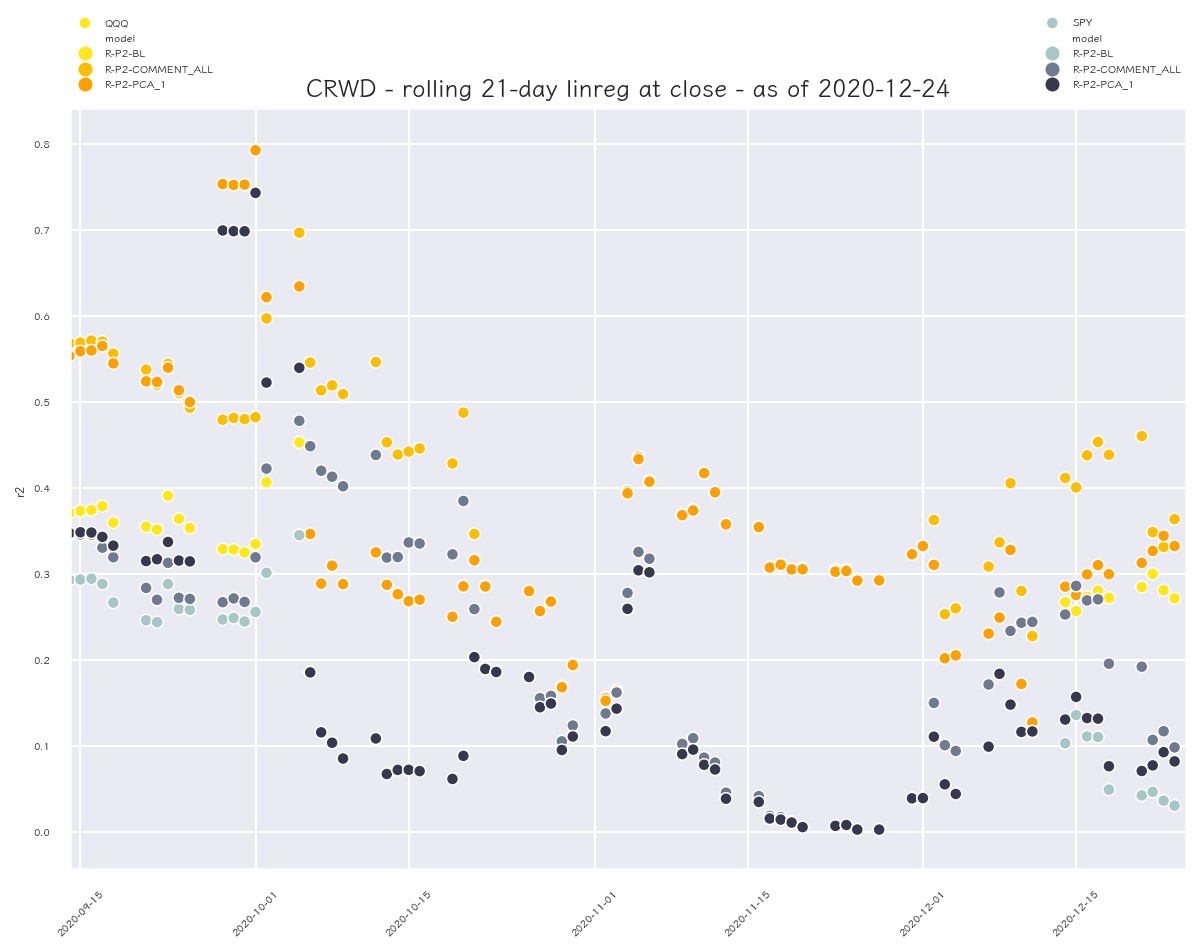 QQQ
model
R-P2-BL
R-P2-COMMENT_ALL
R-P2-PCA_1
SPY
model
R-P2-BL
R-P2-COMMENT_ALL
R-P2-PCA_1
CRWD - rolling 21-day linreg at close - as of 2020-12-24
r2
0.8
0.7
0.6
0.5
0.4
0.3
0.2
0.1
0.0
2020-09-15
2020-10-01
2020-10-15
2020-11-01
2020-11-15
2020-12-01
2020-12-15